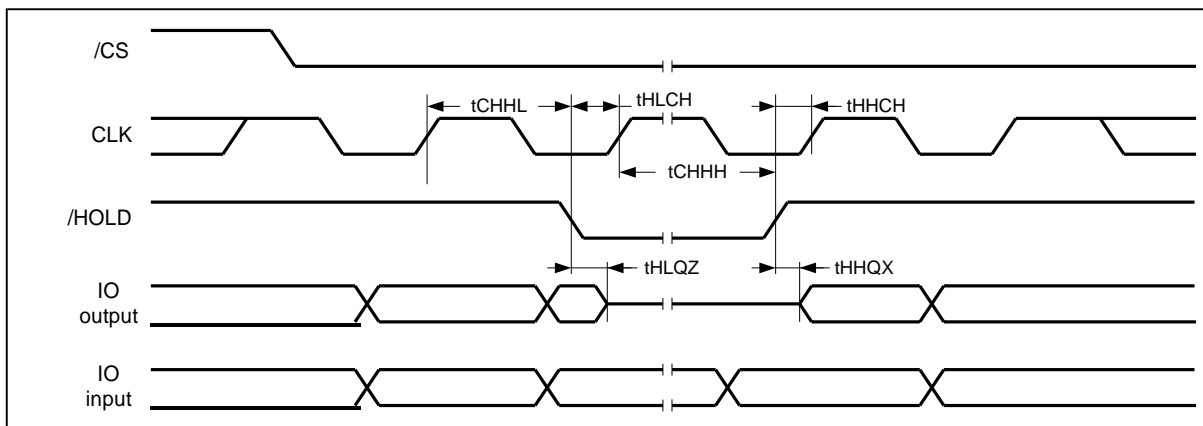 /CS
tCHHL
tHLCH
tHHCH
CLK
tCHHH
/HOLD
tHLQZ
tHHQX
IO
output
IO
input